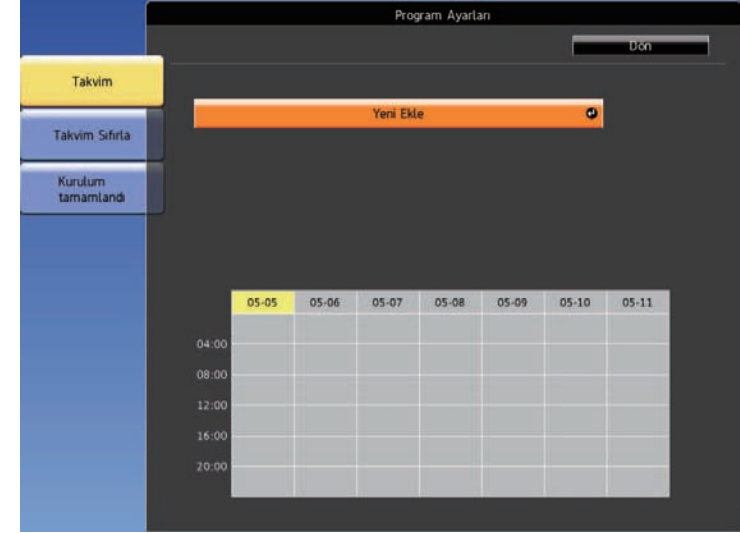 Program Ayarları
Dön
Takvim
Takvim Sıfırla
Kurulum
tamamlandı
Yeni Ekle
05-05 05-06 05-07 05-08 05-09 05-10 05-11
04:00
08:00
12:00
16:00
20:00